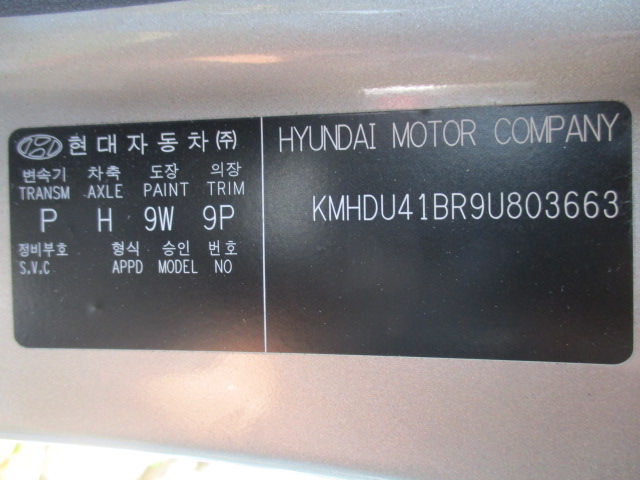 현대자동차(주)
변속기 차축 도장 의장
TRANSM AXLE PAINT TRIM
P H 9W 9P
정비부호 형식 승인 번호
S.V.C APPD MODEL NO
HYUNDAI MOTOR COMPANY
KMHDU41BR9U803663